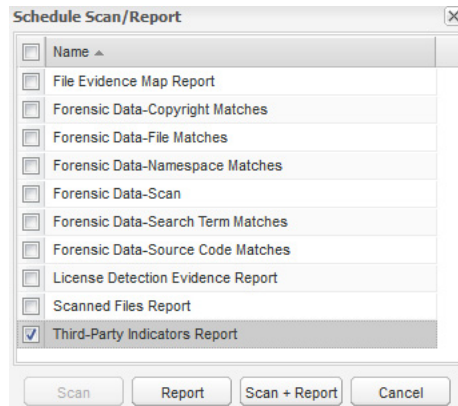 Schedule Scan/Report
Name
File Evidence Map Report
Forensic Data-Copyright Matches
Forensic Data-File Matches
Forensic Data-Namespace Matches
Forensic Data-Scan
Forensic Data-Search Term Matches
Forensic Data-Source Code Matches
License Detection Evidence Report
Scanned Files Report
Third-Party Indicators Report
Scan Report Scan + Report Cancel